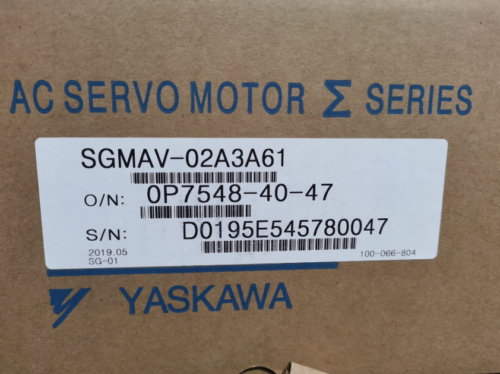 AC SERVO MOTOR Σ SERIES
SGMAV-02A3A61
O/N: 0P7548-40-47
S/N: D0195E545780047
2019.05
SG-01
100-066-804
YASKAWA